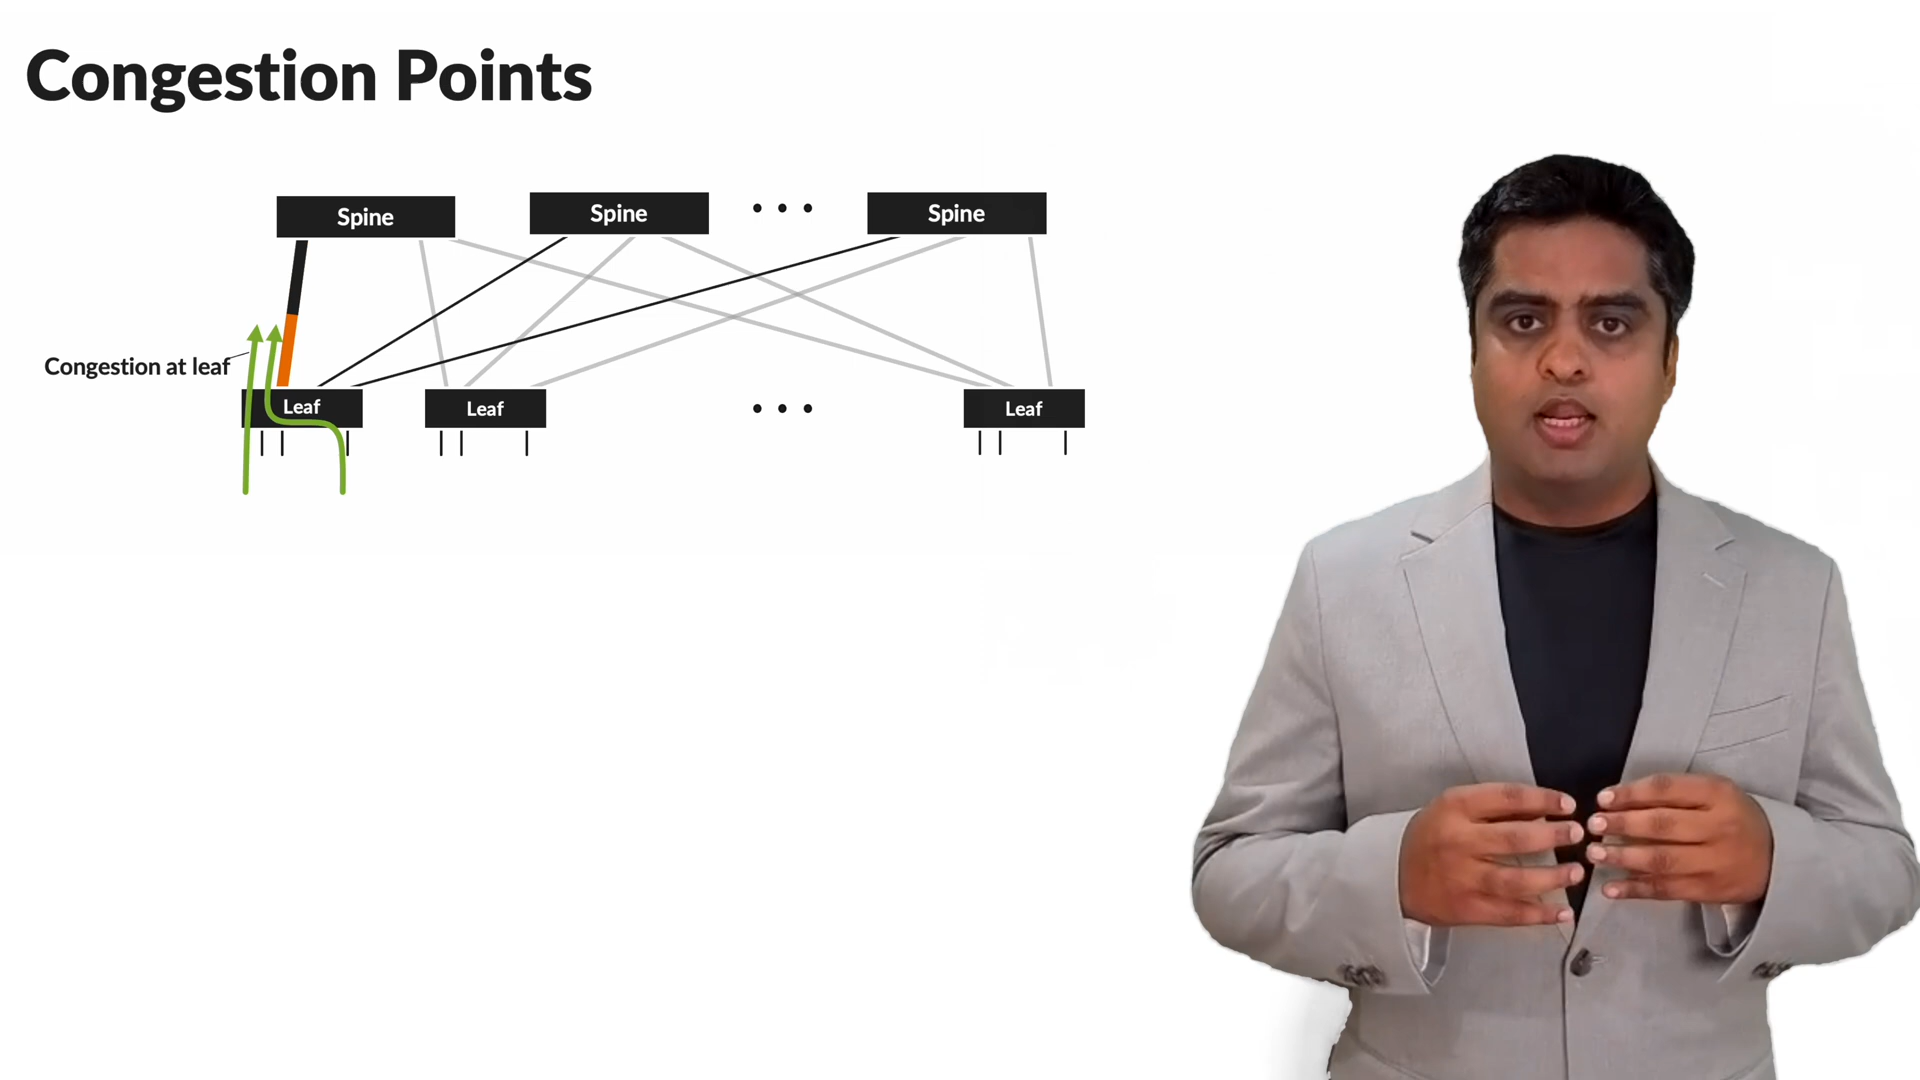 Congestion Points
Spine
Spine
Spine
Congestion at leaf
Leaf
Leaf
Leaf